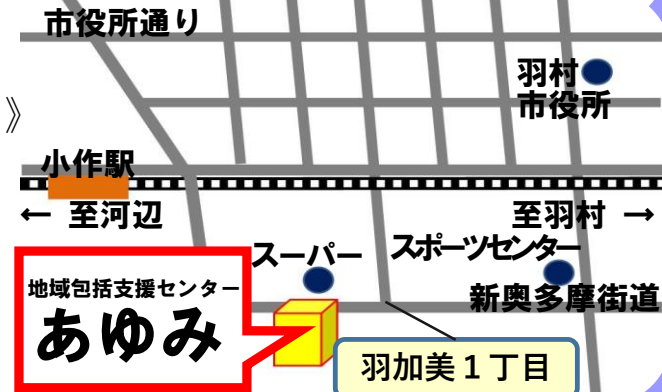 市役所通り
羽村
市役所
》
小作駅
← 至河辺
至羽村 →
スーパー
スポーツセンター
地域包括支援センター
あゆみ
新奥多摩街道
羽加美１丁目